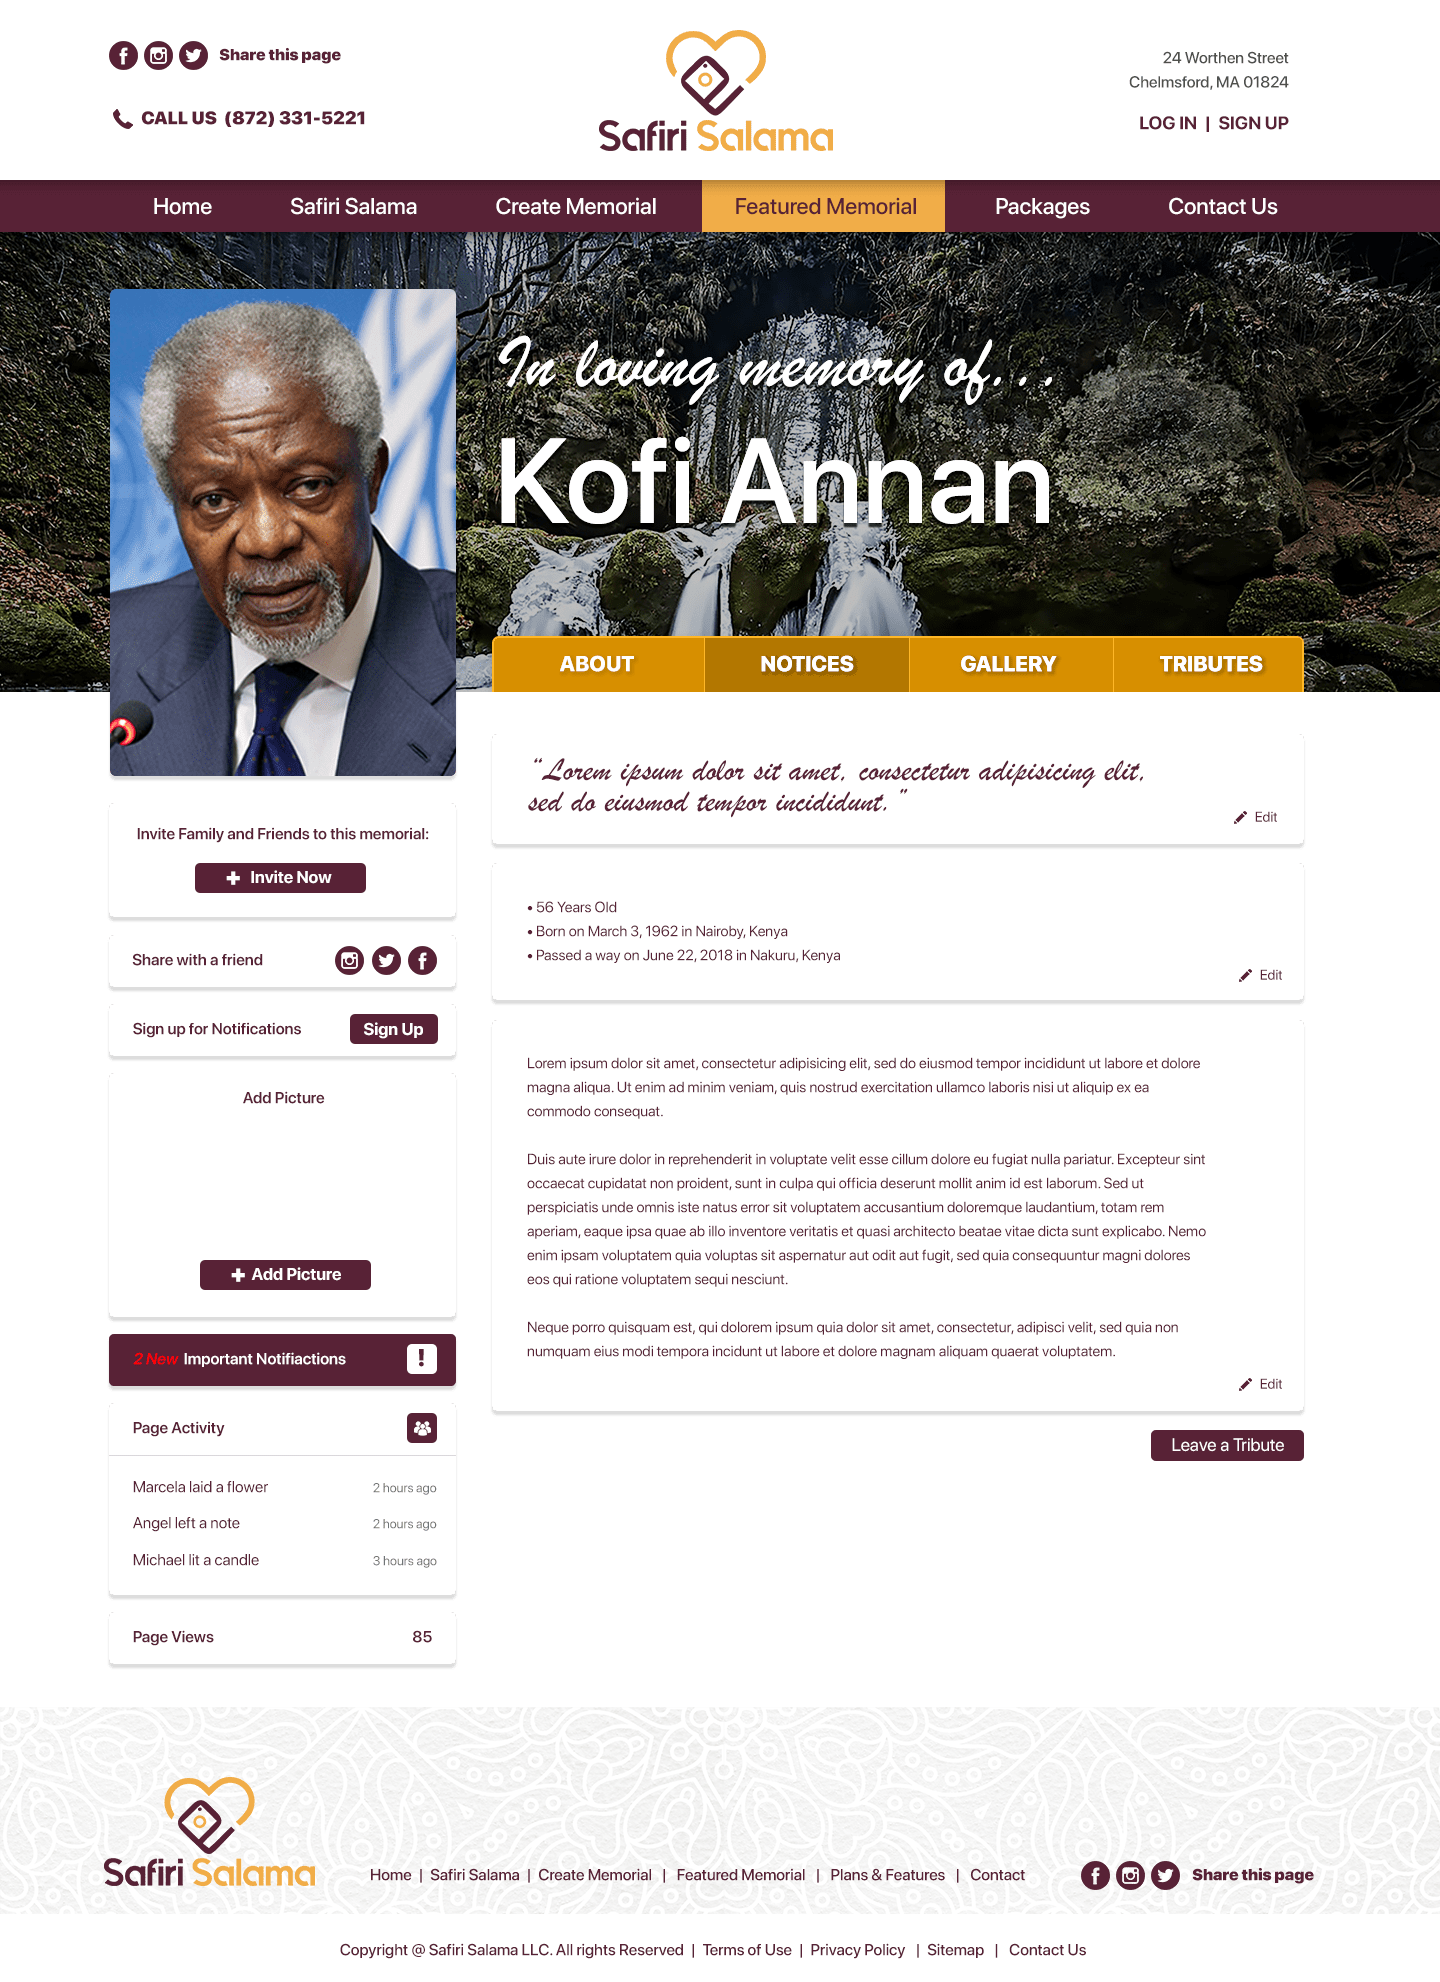 Share this page
CALL US (872) 331-5221
Safiri Salama
24 Worthen Street
Chelmsford, MA 01824
LOG IN | SIGN UP
Home Safiri Salama Create Memorial Featured Memorial Packages Contact Us
In loving memory of...
Kofi Annan
ABOUT NOTICES GALLERY TRIBUTES
Invite Family and Friends to this memorial:
Invite Now
Share with a friend
Sign up for Notifications Sign Up
Add Picture
Add Picture
2 New Important Notifiactions
Page Activity
Marcela laid a flower 2 hours ago
Angel left a note 2 hours ago
Michael lit a candle 3 hours ago
Page Views 85
"Lorem ipsum dolor sit amet, consectetur adipisicing elit,
sed do eiusmod tempor incididunt."
Edit
• 56 Years Old
• Born on March 3, 1962 in Nairoby, Kenya
• Passed a way on June 22, 2018 in Nakuru, Kenya
Edit
Lorem ipsum dolor sit amet, consectetur adipisicing elit, sed do eiusmod tempor incididunt ut labore et dolore
magna aliqua. Ut enim ad minim veniam, quis nostrud exercitation ullamco laboris nisi ut aliquip ex ea
commodo consequat.
Duis aute irure dolor in reprehenderit in voluptate velit esse cillum dolore eu fugiat nulla pariatur. Excepteur sint
occaecat cupidatat non proident, sunt in culpa qui officia deserunt mollit anim id est laborum. Sed ut
perspiciatis unde omnis iste natus error sit voluptatem accusantium doloremque laudantium, totam rem
aperiam, eaque ipsa quae ab illo inventore veritatis et quasi architecto beatae vitae dicta sunt explicabo. Nemo
enim ipsam voluptatem quia voluptas sit aspernatur aut odit aut fugit, sed quia consequuntur magni dolores
eos qui ratione voluptatem sequi nesciunt.
Neque porro quisquam est, qui dolorem ipsum quia dolor sit amet, consectetur, adipisci velit, sed quia non
numquam eius modi tempora incidunt ut labore et dolore magnam aliquam quaerat voluptatem.
Edit
Leave a Tribute
Safiri Salama
Home | Safiri Salama | Create Memorial | Featured Memorial | Plans & Features | Contact
Share this page
Copyright @ Safiri Salama LLC. All rights Reserved | Terms of Use | Privacy Policy | Sitemap | Contact Us